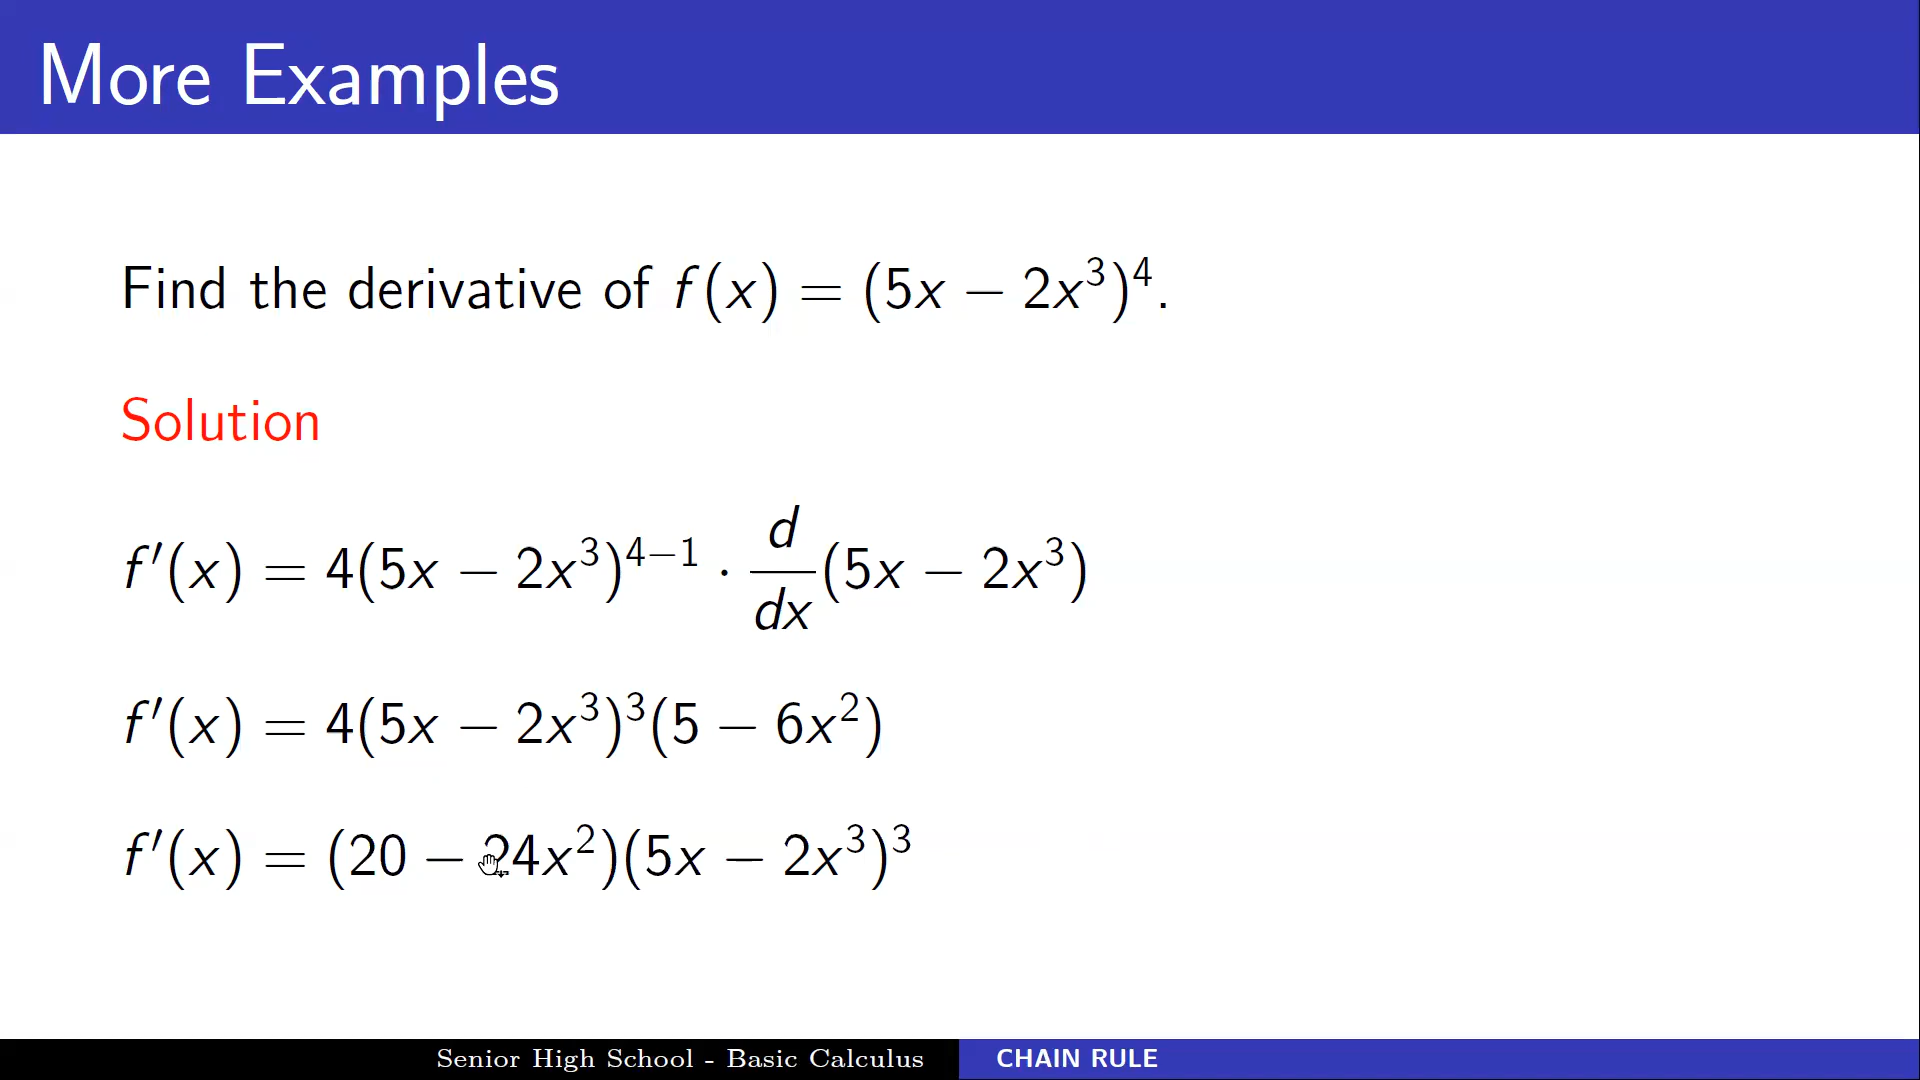 More Examples
Find the derivative of f(x) = (5x − 2x³)⁴.
Solution
f′(x) = 4(5x − 2x³)⁴⁻¹ · d/dx (5x − 2x³)
f′(x) = 4(5x − 2x³)³(5 − 6x²)
f′(x) = (20 − 24x²)(5x − 2x³)³
Senior High School - Basic Calculus CHAIN RULE